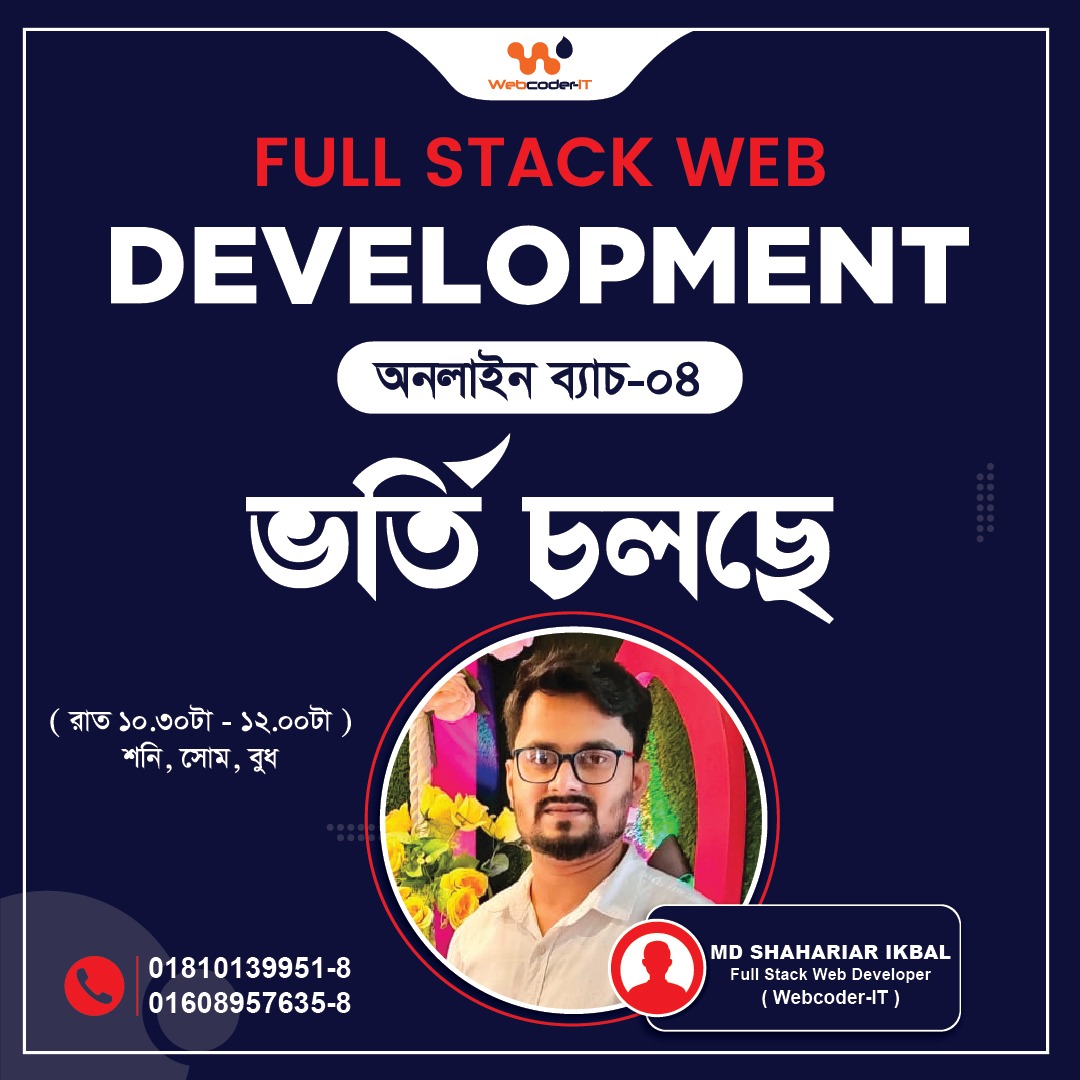 Webcoder-IT
FULL STACK WEB
DEVELOPMENT
অনলাইন ব্যাচ-০৪
ভর্তি চলছে
( রাত ১০.৩০টা - ১২.০০টা )
শনি, সোম, বুধ
01810139951-8
01608957635-8
MD SHAHARIAR IKBAL
Full Stack Web Developer
( Webcoder-IT )